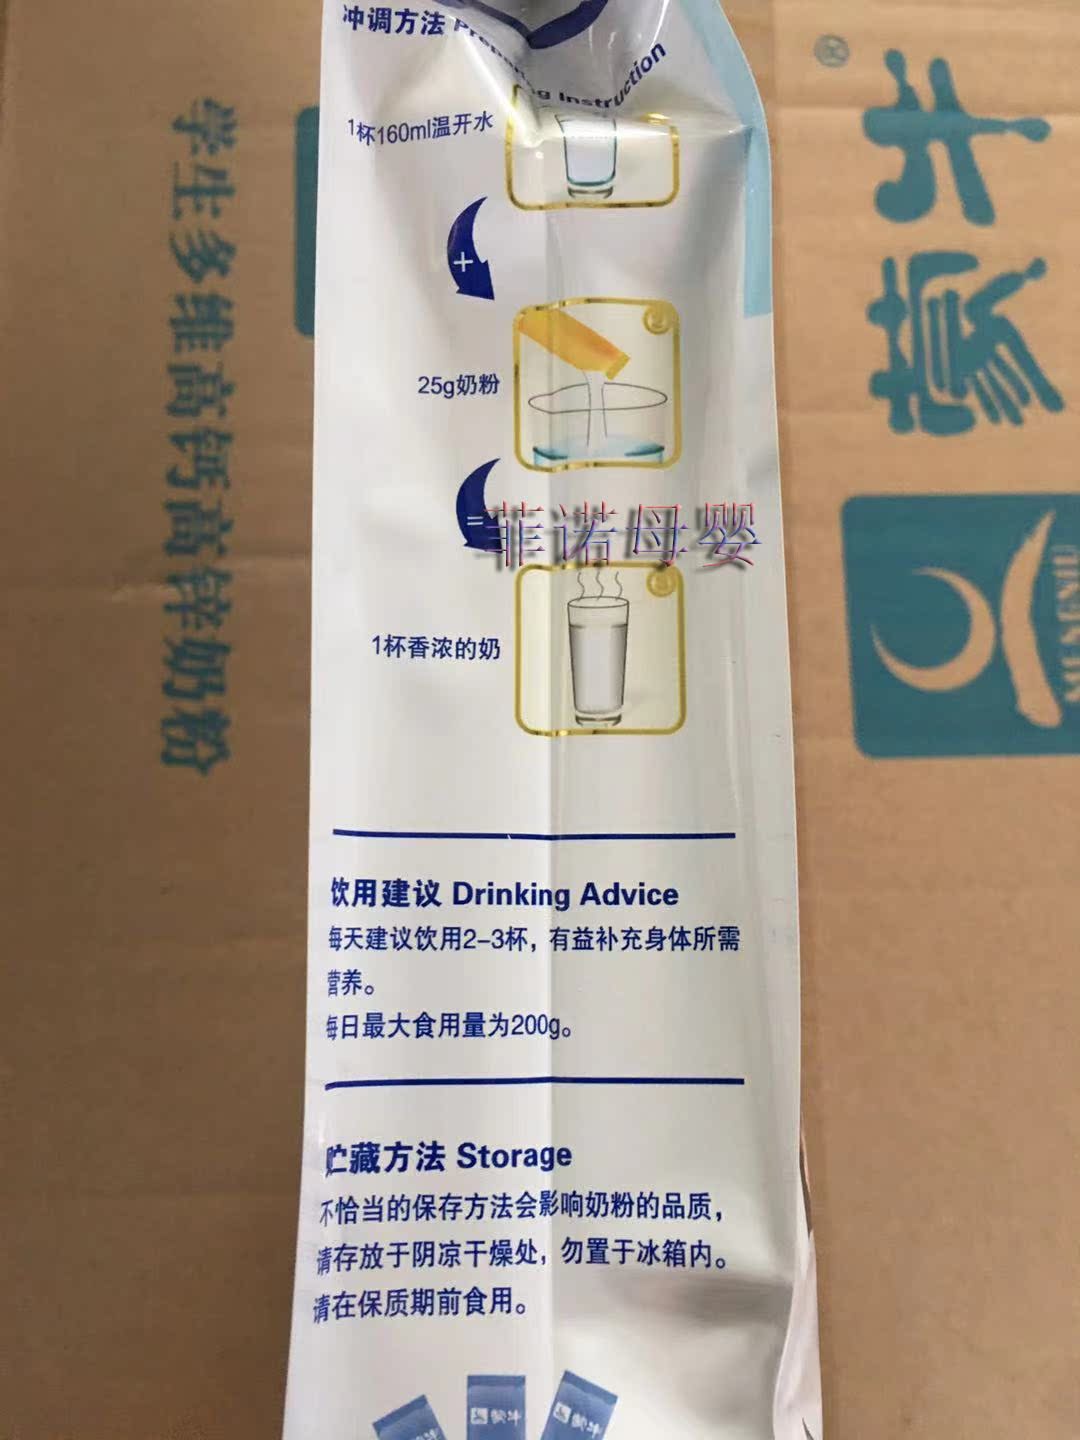 冲调方法 Preparing Instruction
1杯160ml温开水
+
25g奶粉
=
1杯香浓的奶
饮用建议 Drinking Advice
每天建议饮用2-3杯，有益补充身体所需
营养。
每日最大食用量为200g。
贮藏方法 Storage
不恰当的保存方法会影响奶粉的品质，
请存放于阴凉干燥处，勿置于冰箱内。
请在保质期前食用。
菲诺母婴
学生多维高钙高锌奶粉
蒙牛
®
MENGNIU